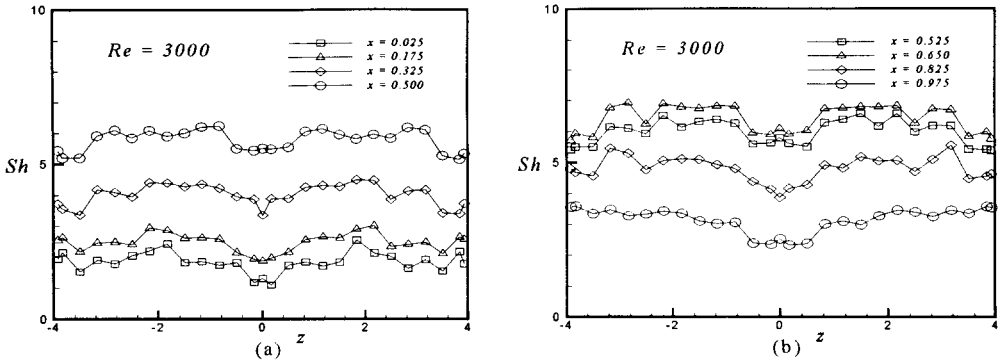 10
5
0
Sh
Re = 3000
x = 0.025
x = 0.175
x = 0.325
x = 0.500
-4
-2
0
2
4
z
(a)
10
5
0
Sh
Re = 3000
x = 0.525
x = 0.650
x = 0.825
x = 0.975
-4
-2
0
2
4
z
(b)